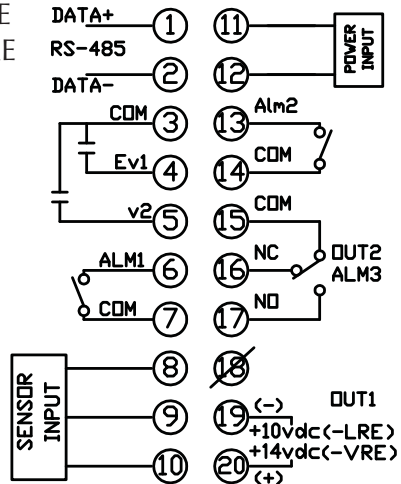 E
RE
DATA+
RS-485
DATA-
1
2
COM
3
Ev1
4
v2
5
ALM1
6
COM
7
8
SENSOR
INPUT
9
10
11
POWER
INPUT
12
Alm2
13
COM
14
COM
15
NC
16
OUT2
ALM3
NO
17
18
OUT1
(-)
19
+10vdc(-LRE)
+14vdc(-VRE)
20
(+)